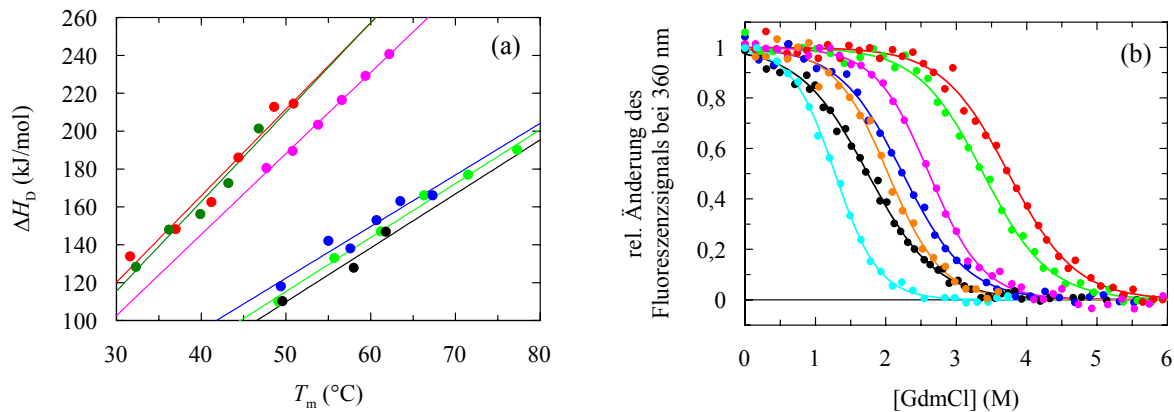 260
240
220
200
180
160
140
120
100
30 40 50 60 70 80
ΔH_D (kJ/mol)
T_m (°C)
(a)
1
0,8
0,6
0,4
0,2
0
0 1 2 3 4 5 6
rel. Änderung des
Fluoreszenzsignals bei 360 nm
[GdmCl] (M)
(b)